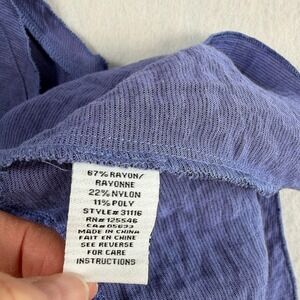 67% RAYON/
RAYONNE
22% NYLON
11% POLY
STYLE# 31116
RN# 125546
CA# 05633
MADE IN CHINA
FAIT EN CHINE
SEE REVERSE
FOR CARE
INSTRUCTIONS